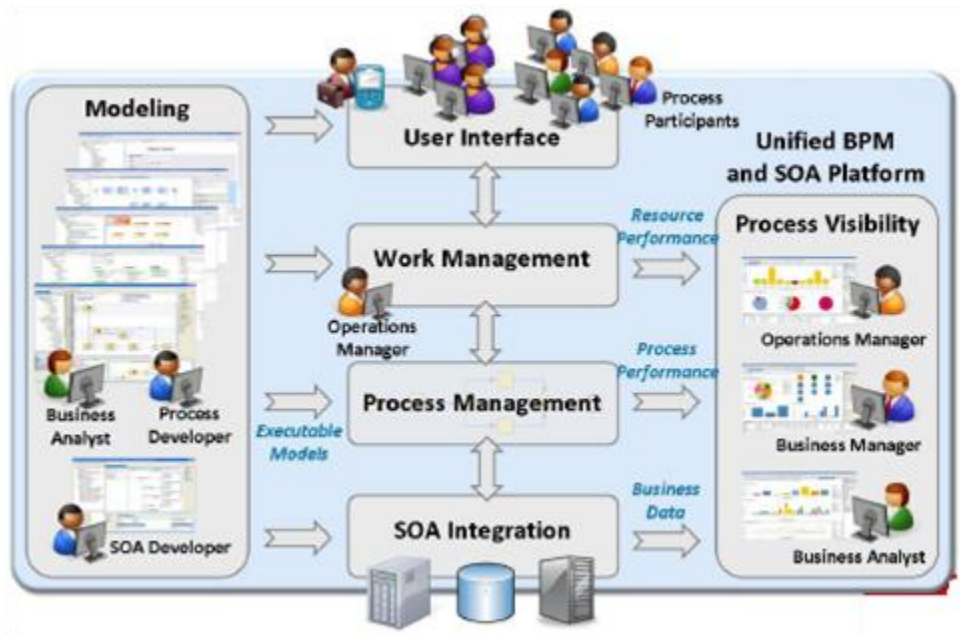 Modeling
Business
Analyst
Process
Developer
SOA Developer
Executable
Models
User Interface
Process
Participants
Work Management
Operations
Manager
Process Management
SOA Integration
Resource
Performance
Process
Performance
Business
Data
Unified BPM
and SOA Platform
Process Visibility
Operations Manager
Business Manager
Business Analyst